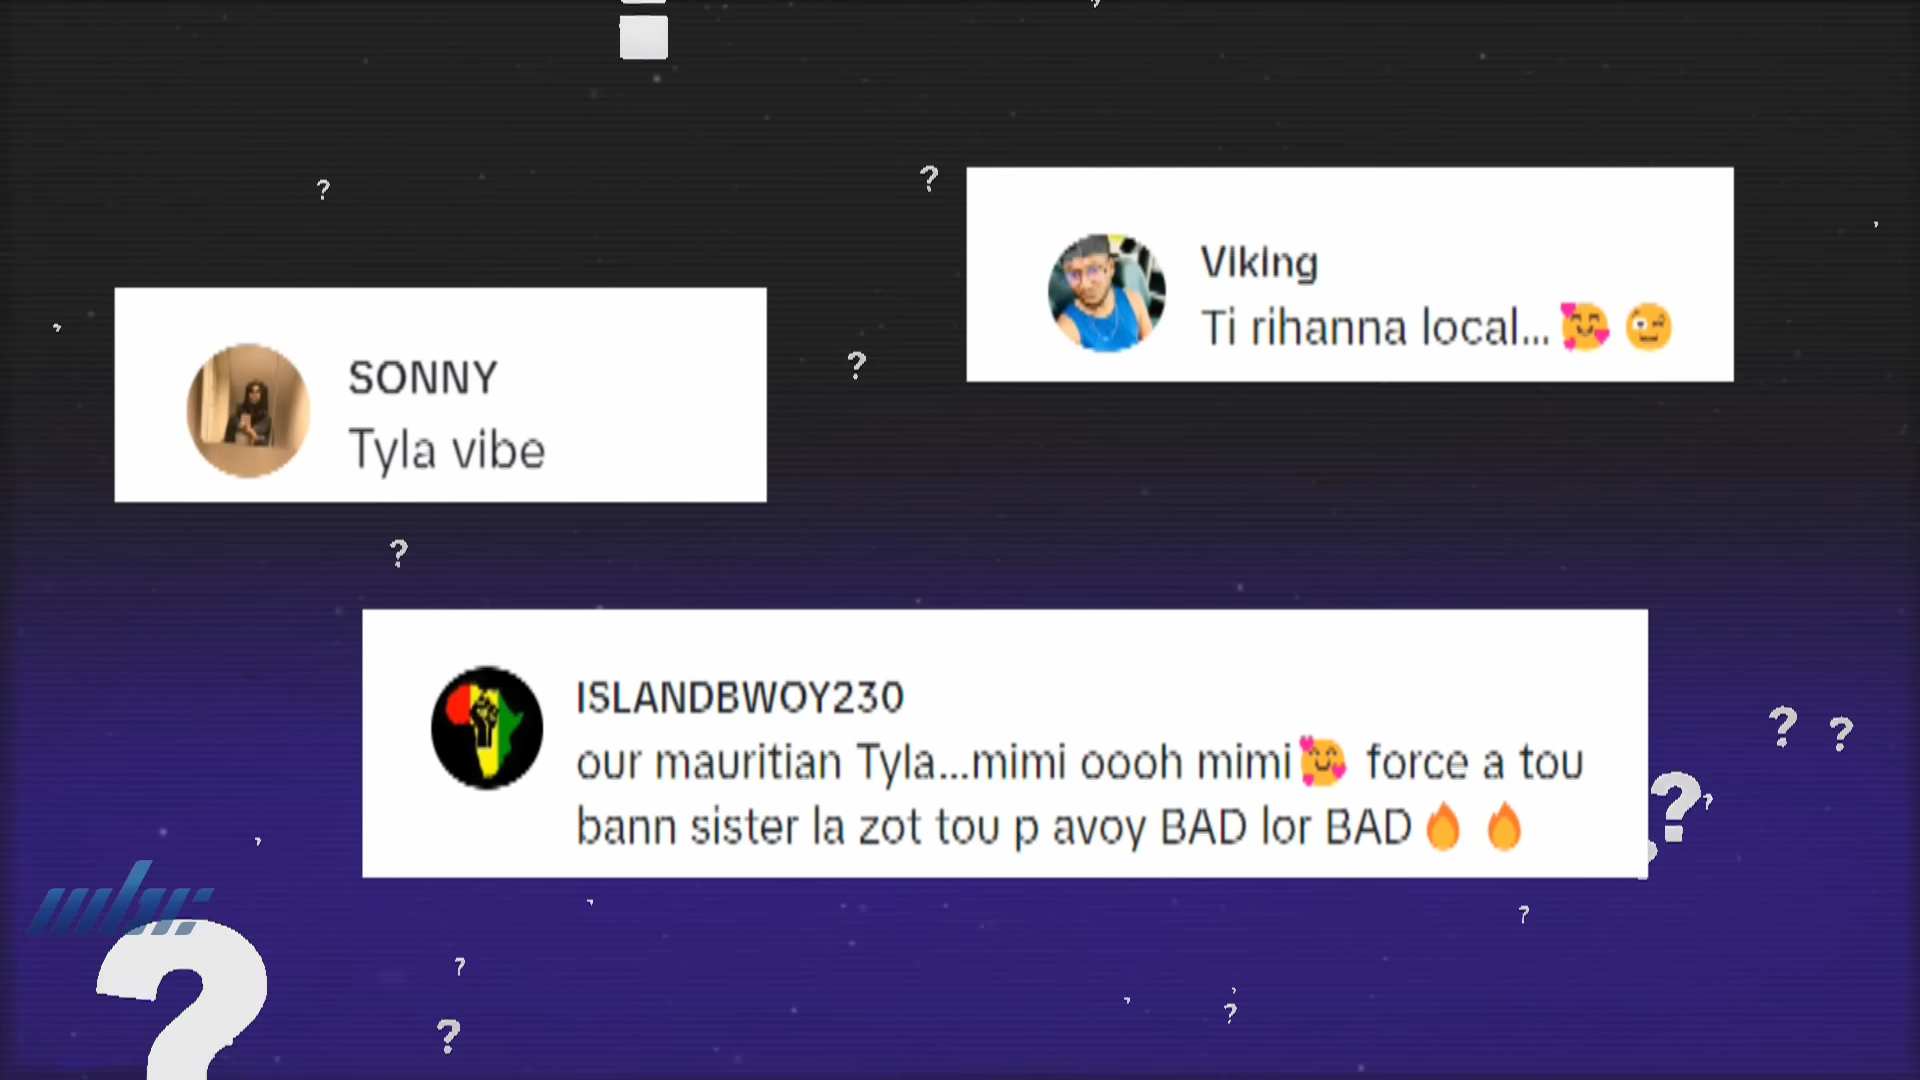 Viking
Ti rihanna local...🥰 😉
SONNY
Tyla vibe
ISLANDBWOY230
our mauritian Tyla...mimi oooh mimi🥰 force a tou
bann sister la zot tou p avoy BAD lor BAD🔥 🔥
mbc